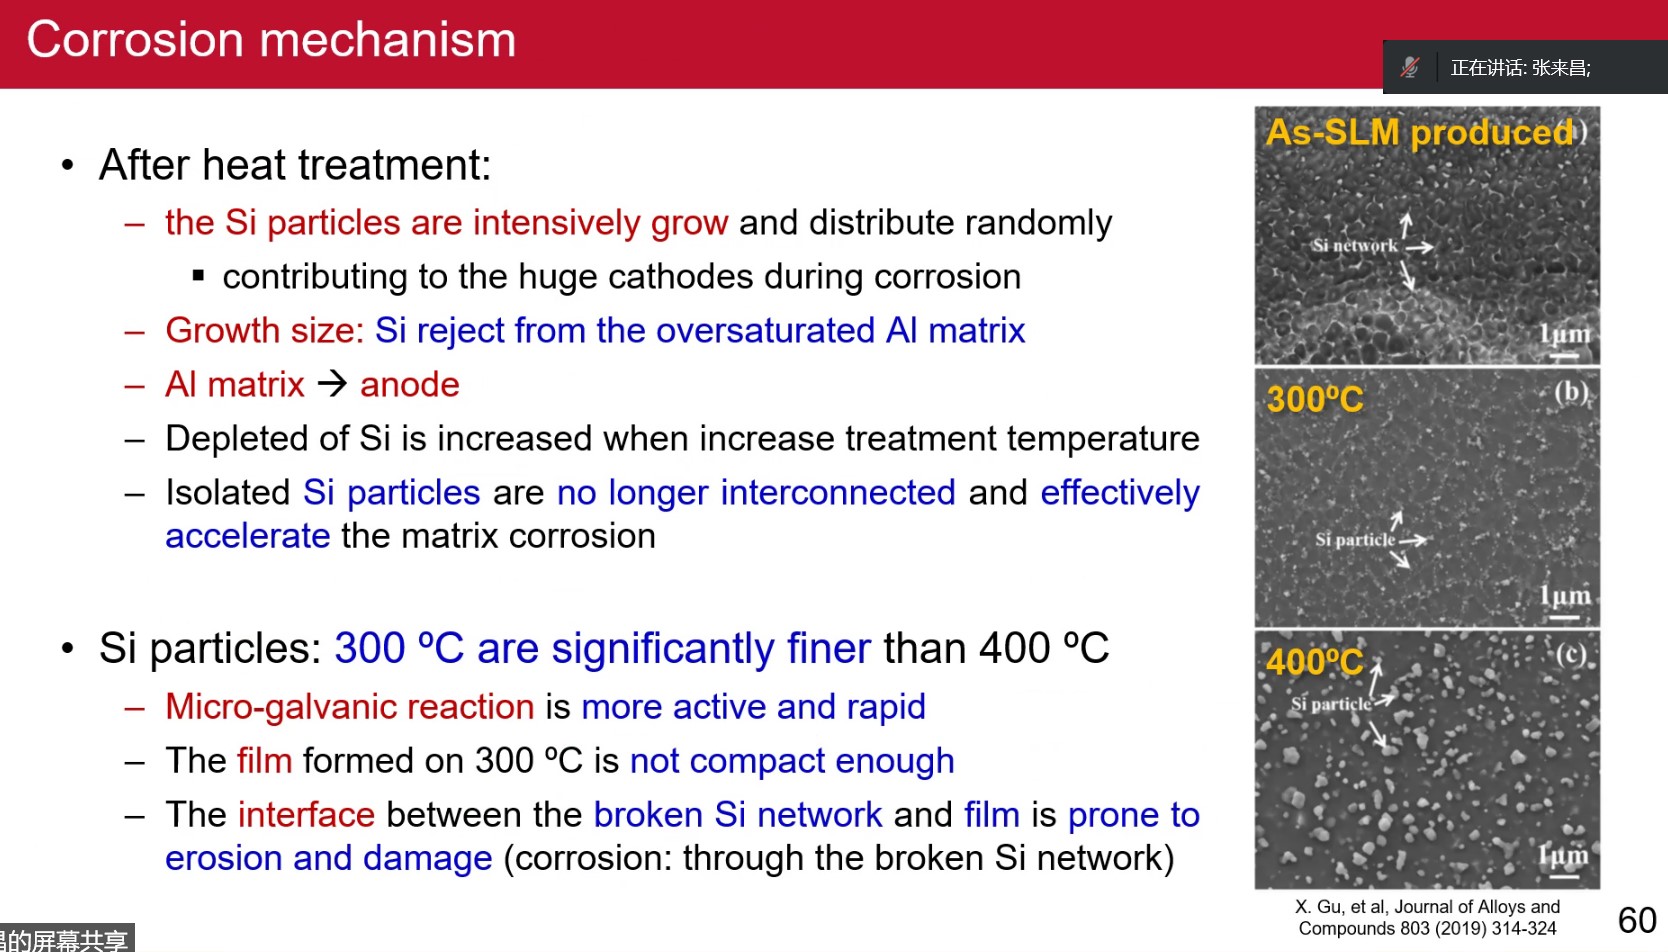 Corrosion mechanism
正在讲话: 张来昌;
• After heat treatment:
– the Si particles are intensively grow and distribute randomly
▪ contributing to the huge cathodes during corrosion
– Growth size: Si reject from the oversaturated Al matrix
– Al matrix → anode
– Depleted of Si is increased when increase treatment temperature
– Isolated Si particles are no longer interconnected and effectively
accelerate the matrix corrosion
• Si particles: 300 ºC are significantly finer than 400 ºC
– Micro-galvanic reaction is more active and rapid
– The film formed on 300 ºC is not compact enough
– The interface between the broken Si network and film is prone to
erosion and damage (corrosion: through the broken Si network)
As-SLM produced
Si network
1μm
300ºC
(b)
Si particle
1μm
400ºC
(c)
Si particle
1μm
X. Gu, et al, Journal of Alloys and
Compounds 803 (2019) 314-324
60
的屏幕共享